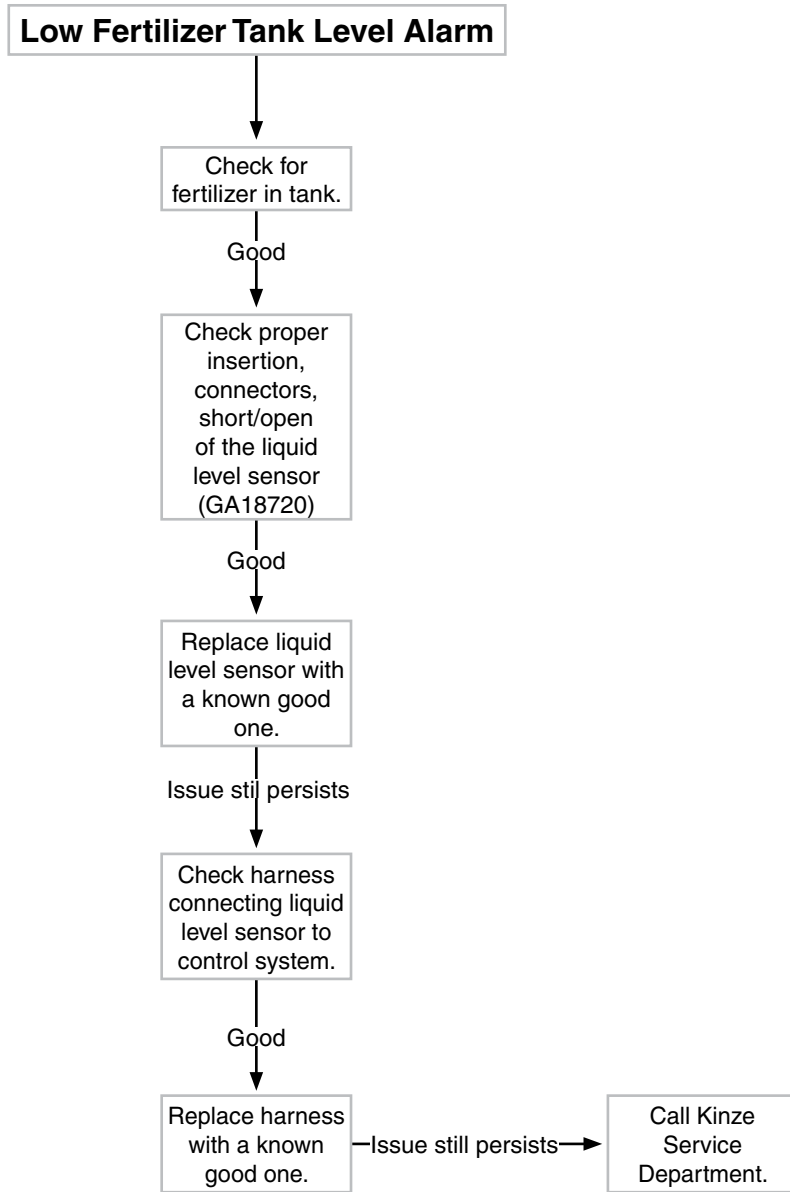 Low Fertilizer Tank Level Alarm
Check for
fertilizer in tank.
Good
Check proper
insertion,
connectors,
short/open
of the liquid
level sensor
(GA18720)
Good
Replace liquid
level sensor with
a known good
one.
Issue stil persists
Check harness
connecting liquid
level sensor to
control system.
Good
Replace harness
with a known
good one.
Issue still persists
Call Kinze
Service
Department.